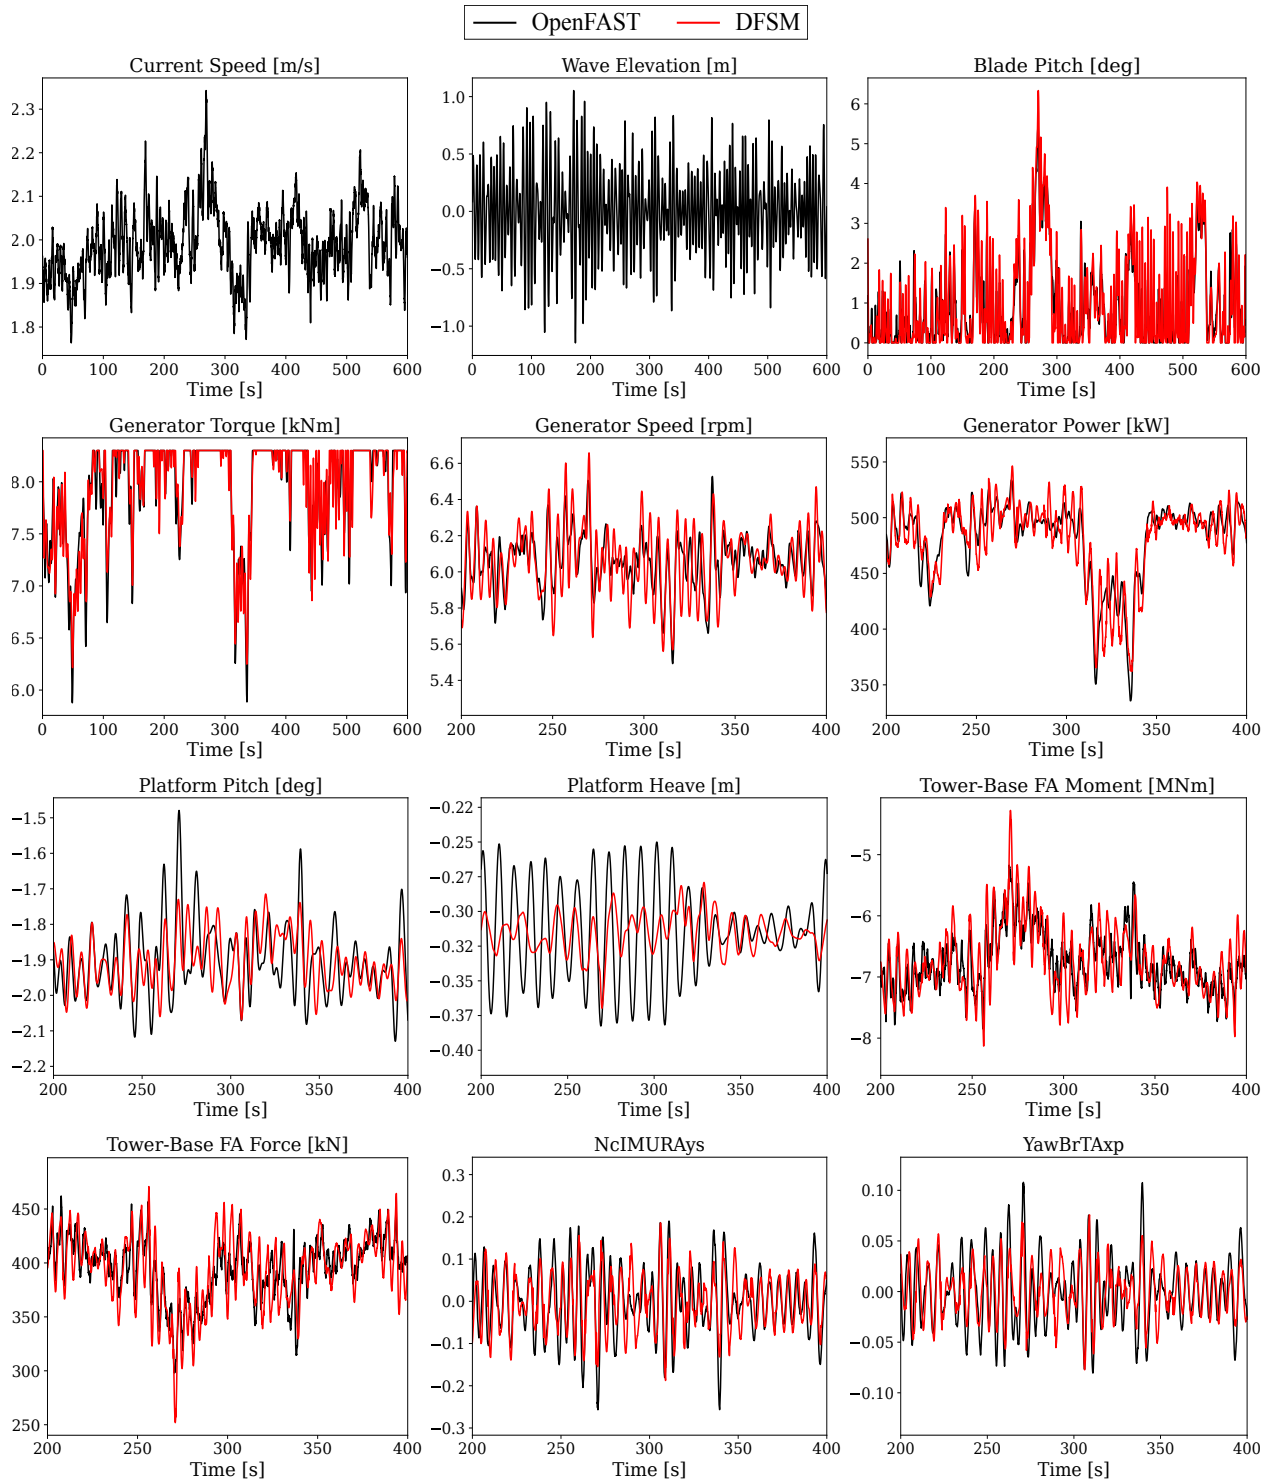 OpenFAST DFSM
Current Speed [m/s] Wave Elevation [m] Blade Pitch [deg]
2.3
2.2
2.1
2.0
1.9
1.8
0 100 200 300 400 500 600
Time [s]
1.0
0.5
0.0
−0.5
−1.0
0 100 200 300 400 500 600
Time [s]
6
5
4
3
2
1
0
0 100 200 300 400 500 600
Time [s]
Generator Torque [kNm] Generator Speed [rpm] Generator Power [kW]
8.0
7.5
7.0
6.5
6.0
0 100 200 300 400 500 600
Time [s]
6.6
6.4
6.2
6.0
5.8
5.6
5.4
200 250 300 350 400
Time [s]
550
500
450
400
350
200 250 300 350 400
Time [s]
Platform Pitch [deg] Platform Heave [m] Tower-Base FA Moment [MNm]
−1.5
−1.6
−1.7
−1.8
−1.9
−2.0
−2.1
−2.2
200 250 300 350 400
Time [s]
−0.22
−0.25
−0.27
−0.30
−0.32
−0.35
−0.37
−0.40
200 250 300 350 400
Time [s]
−5
−6
−7
−8
200 250 300 350 400
Time [s]
Tower-Base FA Force [kN] NcIMURAys YawBrTAxp
450
400
350
300
250
200 250 300 350 400
Time [s]
0.3
0.2
0.1
0.0
−0.1
−0.2
−0.3
200 250 300 350 400
Time [s]
0.10
0.05
0.00
−0.05
−0.10
200 250 300 350 400
Time [s]